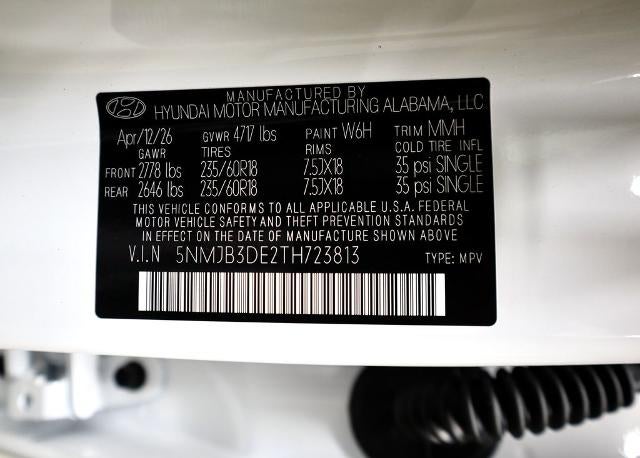 MANUFACTURED BY
HYUNDAI MOTOR MANUFACTURING ALABAMA, LLC
Apr/12/26 GVWR 4717 lbs PAINT W6H TRIM MMH
GAWR TIRES RIMS COLD TIRE INFL
FRONT 2778 lbs 235/60R18 7.5JX18 35 psi SINGLE
REAR 2646 lbs 235/60R18 7.5JX18 35 psi SINGLE
THIS VEHICLE CONFORMS TO ALL APPLICABLE U.S.A. FEDERAL
MOTOR VEHICLE SAFETY AND THEFT PREVENTION STANDARDS
IN EFFECT ON THE DATE OF MANUFACTURE SHOWN ABOVE
V.I.N 5NMJB3DE2TH723813 TYPE: MPV